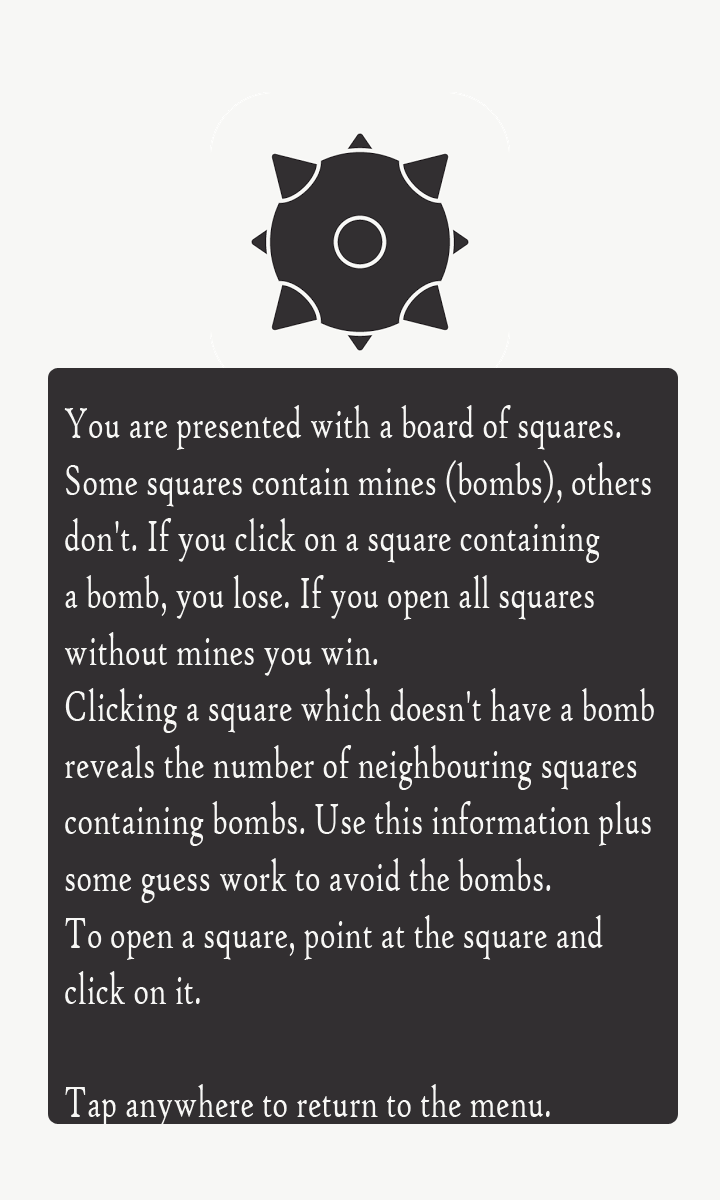 You are presented with a board of squares.
Some squares contain mines (bombs), others
don't. If you click on a square containing
a bomb, you lose. If you open all squares
without mines you win.
Clicking a square which doesn't have a bomb
reveals the number of neighbouring squares
containing bombs. Use this information plus
some guess work to avoid the bombs.
To open a square, point at the square and
click on it.
Tap anywhere to return to the menu.